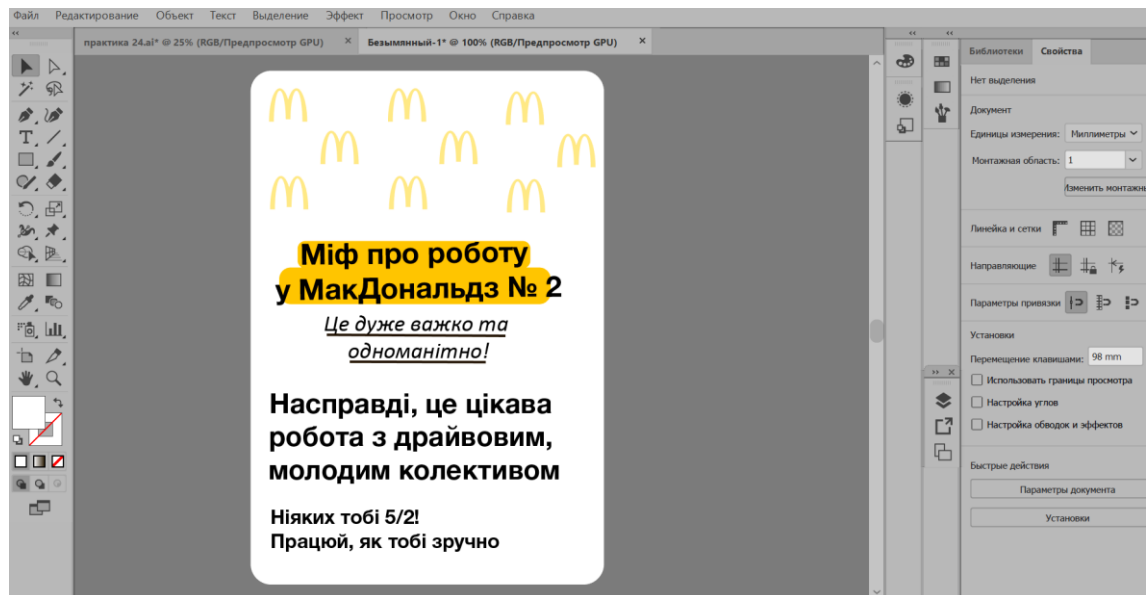 Файл Редактирование Объект Текст Выделение Эффект Просмотр Окно Справка
практика 24.ai* @ 25% (RGB/Предпросмотр GPU) ×
Безымянный-1* @ 100% (RGB/Предпросмотр GPU) ×
Міф про роботу
у МакДональдз № 2
Це дуже важко та
одноманітно!
Насправді, це цікава
робота з драйвовим,
молодим колективом
Ніяких тобі 5/2!
Працюй, як тобі зручно
Библиотеки Свойства
Нет выделения
Документ
Единицы измерения: Миллиметры
Монтажная область: 1
Изменить монтажны
Линейка и сетки
Направляющие
Параметры привязки
Установки
Перемещение клавишами: 98 mm
Использовать границы просмотра
Настройка углов
Настройка обводок и эффектов
Быстрые действия
Параметры документа
Установки